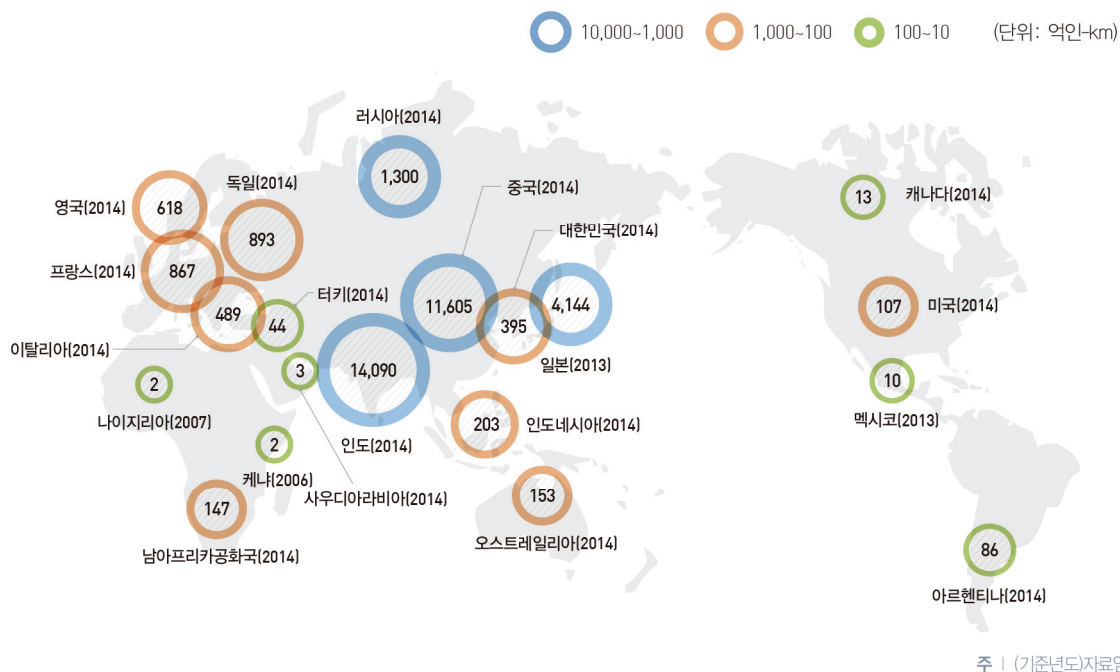 10,000~1,000 1,000~100 100~10 (단위: 억인-km)
러시아(2014)
1,300
독일(2014)
893
영국(2014)
618
중국(2014)
11,605
대한민국(2014)
395
프랑스(2014)
867
터키(2014)
44
이탈리아(2014)
489
4,144
일본(2013)
3
사우디아라비아(2014)
14,090
인도(2014)
2
나이지리아(2007)
2
케냐(2006)
203
인도네시아(2014)
147
남아프리카공화국(2014)
153
오스트레일리아(2014)
13
캐나다(2014)
107
미국(2014)
10
멕시코(2013)
86
아르헨티나(2014)
주 | (기준년도)자료